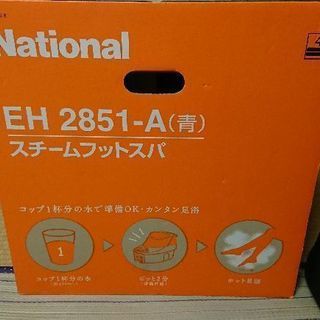 National
EH 2851-A(青)
スチームフットスパ
コップ1杯分の水で準備OK・カンタン足浴
1
コップ1杯分の水